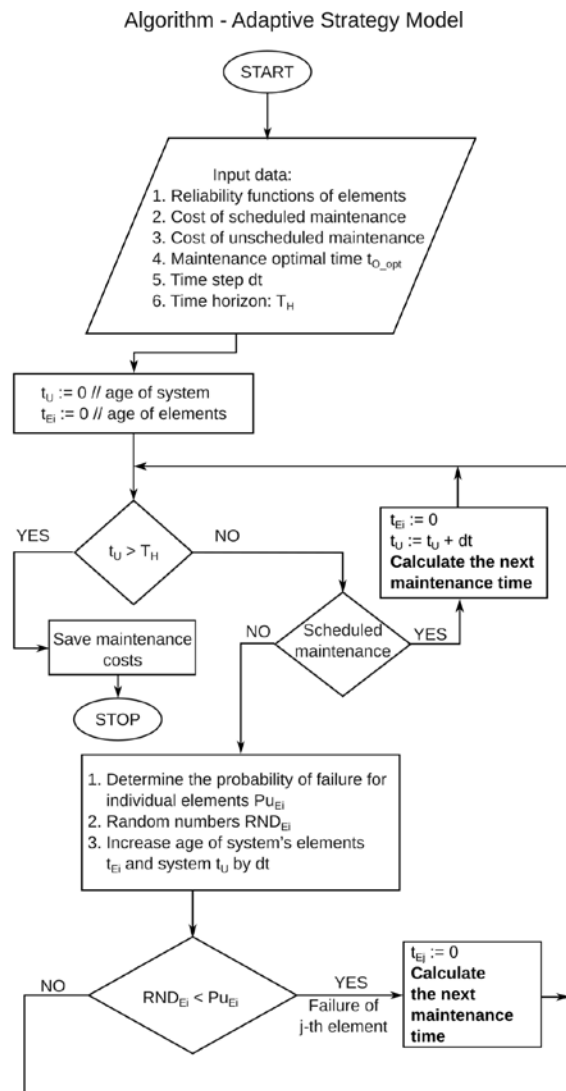 Algorithm - Adaptive Strategy Model
START
Input data:
1. Reliability functions of elements
2. Cost of scheduled maintenance
3. Cost of unscheduled maintenance
4. Maintenance optimal time tO_opt
5. Time step dt
6. Time horizon: TH
tU := 0 // age of system
tEi := 0 // age of elements
YES
tU > TH
NO
tEi := 0
tU := tU + dt
Calculate the next
maintenance time
Save maintenance
costs
NO
Scheduled
maintenance
YES
STOP
1. Determine the probability of failure for
individual elements PuEi
2. Random numbers RNDEi
3. Increase age of system's elements
tEi and system tU by dt
NO
RNDEi < PuEi
YES
Failure of
j-th element
tEj := 0
Calculate
the next
maintenance
time